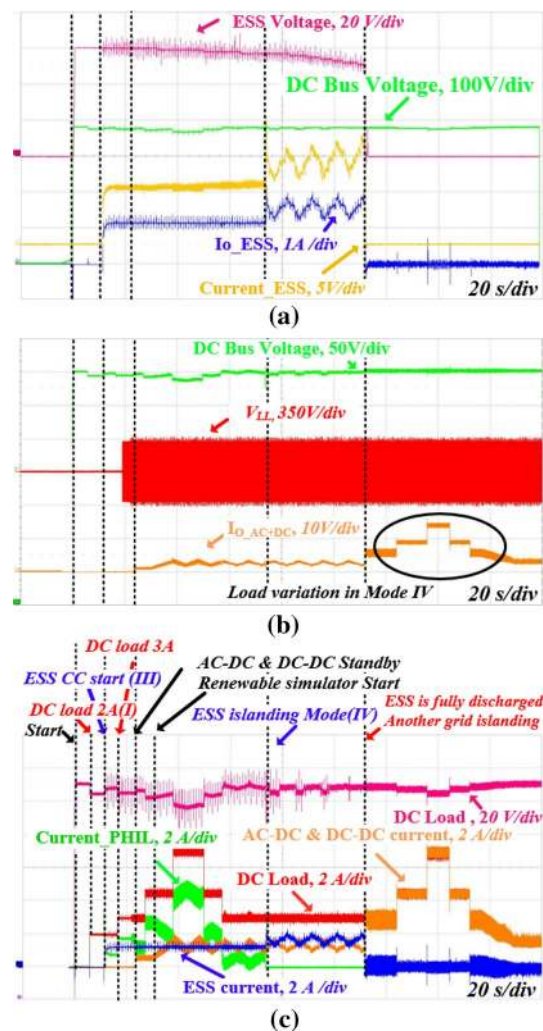 ESS Voltage, 20 V/div
DC Bus Voltage, 100V/div
Io_ESS, 1A /div
Current_ESS, 5V/div
20 s/div
(a)
DC Bus Voltage, 50V/div
VLL, 350V/div
IO_AC+DC, 10V/div
Load variation in Mode IV
20 s/div
(b)
DC load 3A
ESS CC start (III)
AC-DC & DC-DC Standby
Renewable simulator Start
DC load 2A(I)
ESS islanding Mode(IV)
ESS is fully discharged
Another grid islanding
Start
DC Load , 20 V/div
Current_PHIL, 2 A/div
AC-DC & DC-DC current, 2 A/div
DC Load, 2 A/div
ESS current, 2 A /div
20 s/div
(c)